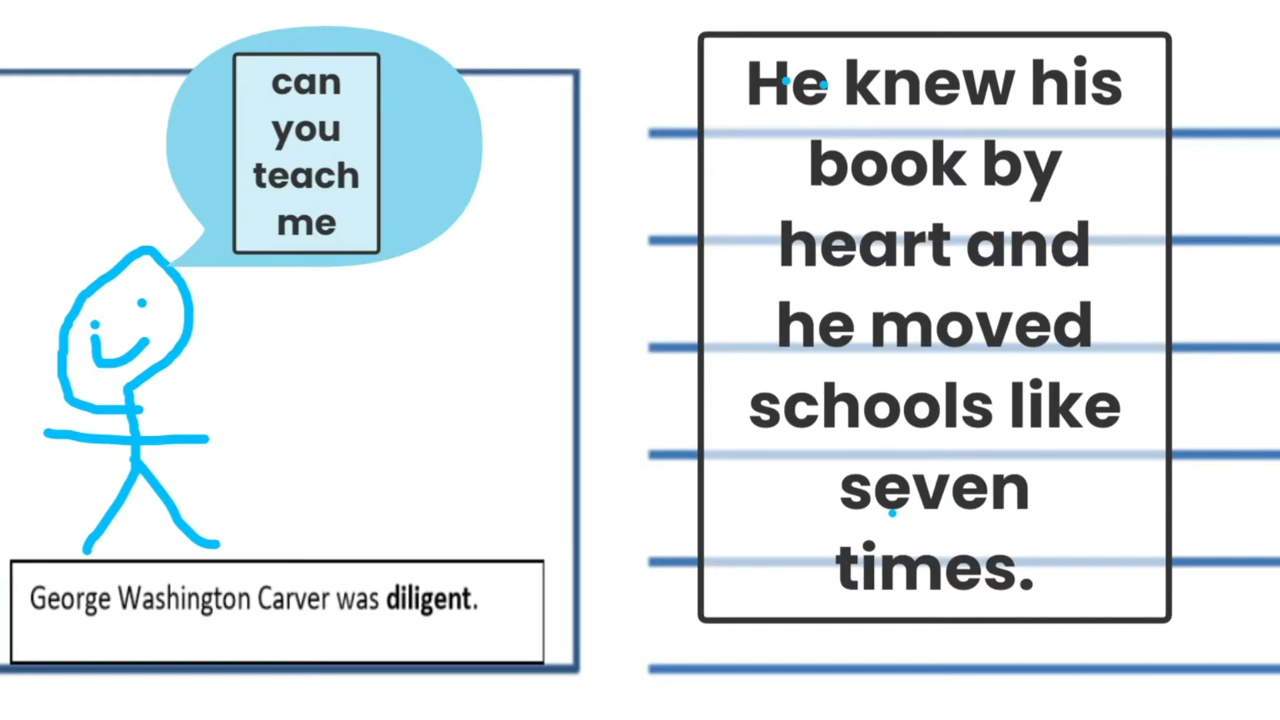 can
you
teach
me
George Washington Carver was diligent.
He knew his
book by
heart and
he moved
schools like
seven
times.